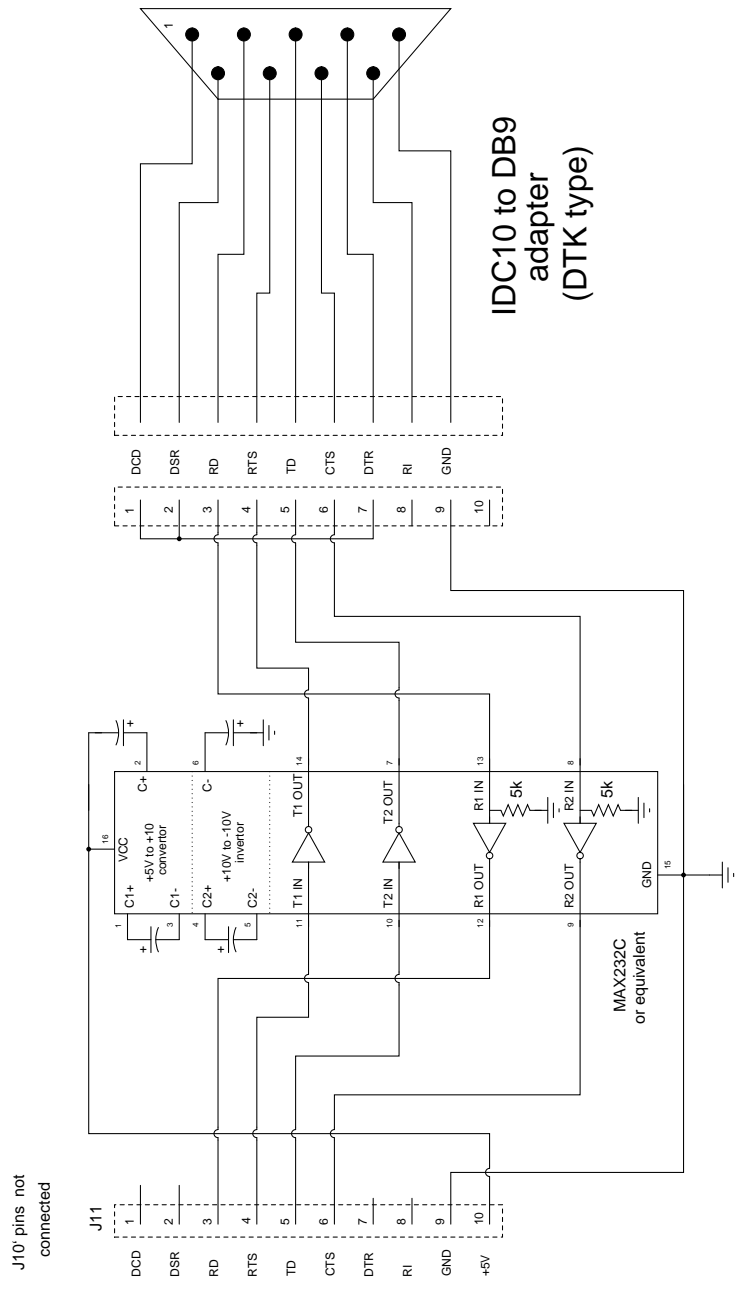 J10' pins not
connected
J11
DCD 1
DSR 2
RD 3
RTS 4
TD 5
CTS 6
DTR 7
RI 8
GND 9
+5V 10
16
VCC
1 C1+
+
3 C1-
+5V to +10
convertor
C+ 2
+
4 C2+
+
5 C2-
+10V to -10V
invertor
C- 6
+
11 T1 IN
T1 OUT 14
10 T2 IN
T2 OUT 7
12 R1 OUT
R1 IN 13
5k
9 R2 OUT
R2 IN 8
5k
GND 15
MAX232C
or equivalent
1 DCD
2 DSR
3 RD
4 RTS
5 TD
6 CTS
7 DTR
8 RI
9 GND
10
1
IDC10 to DB9
adapter
(DTK type)